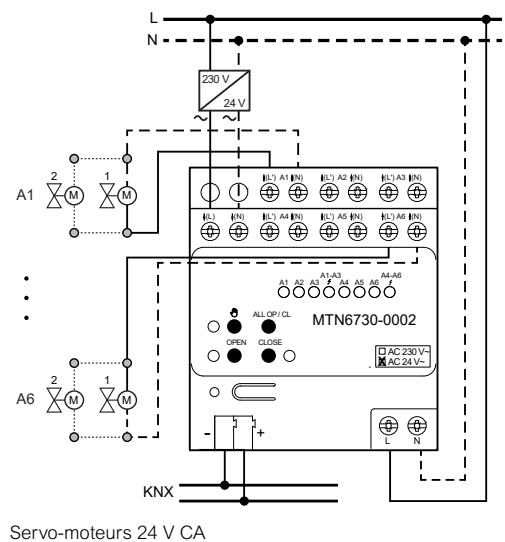 L
N
230 V
24 V
~ ~
2 1
A1 M M
(L') A1 (N) (L') A2 (N) (L') A3 (N)
(L) (N) (L') A4 (N) (L') A5 (N) (L') A6 (N)
A1-A3 A4-A6
A1 A2 A3 A4 A5 A6
ALL OP / CL
MTN6730-0002
OPEN CLOSE
AC 230 V~
AC 24 V~
2 1
A6 M M
- +
L N
KNX
Servo-moteurs 24 V CA